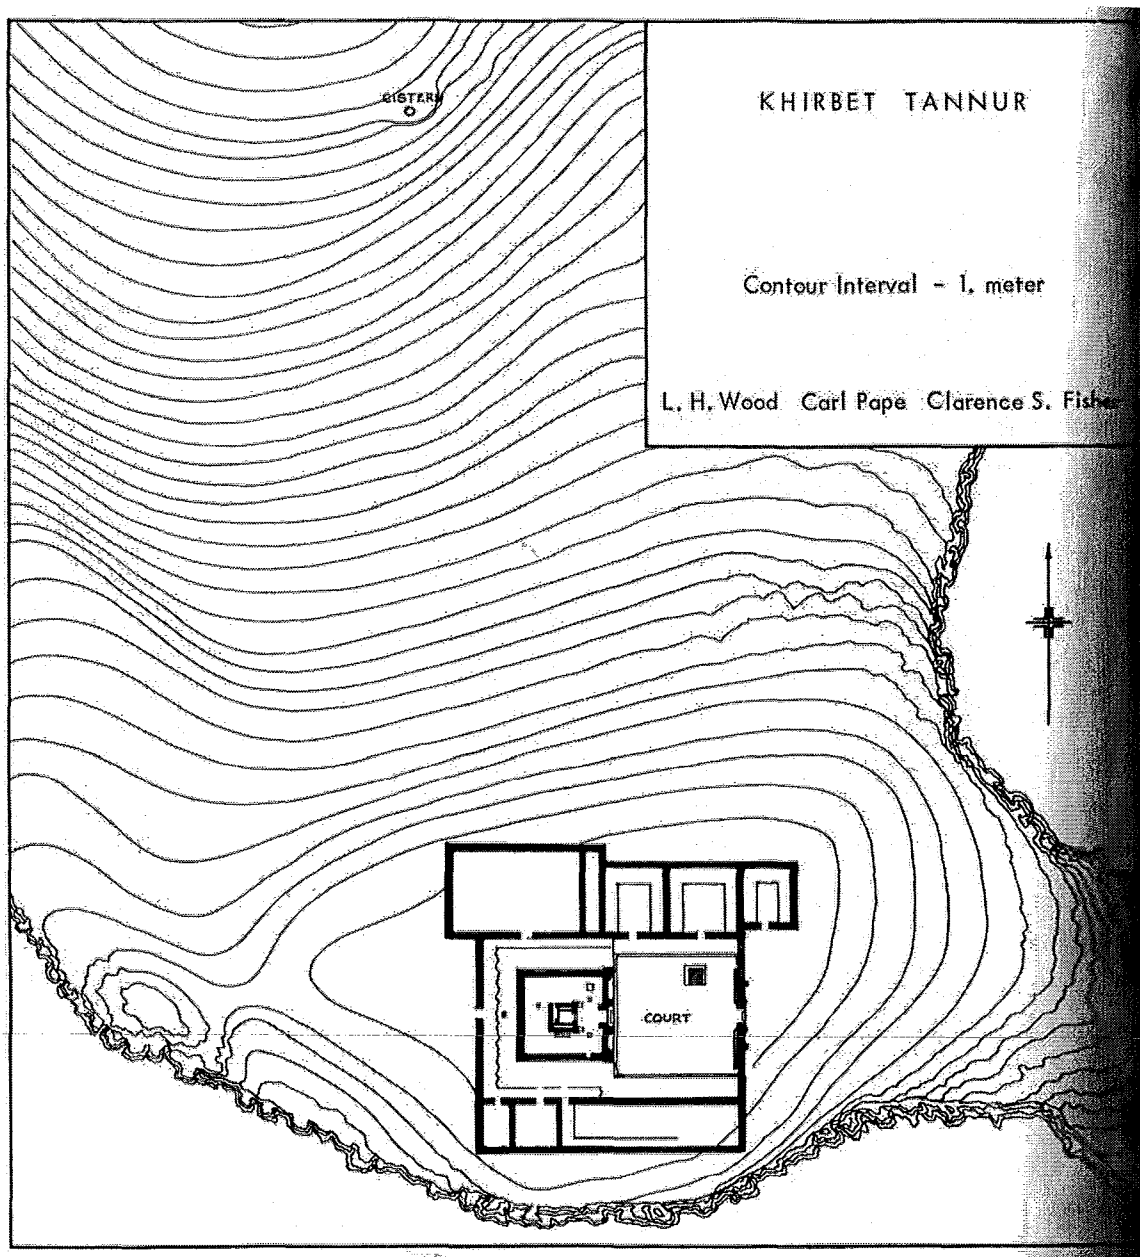 CISTERN
KHIRBET TANNUR
Contour Interval - 1. meter
L. H. Wood Carl Pape Clarence S. Fisher
COURT